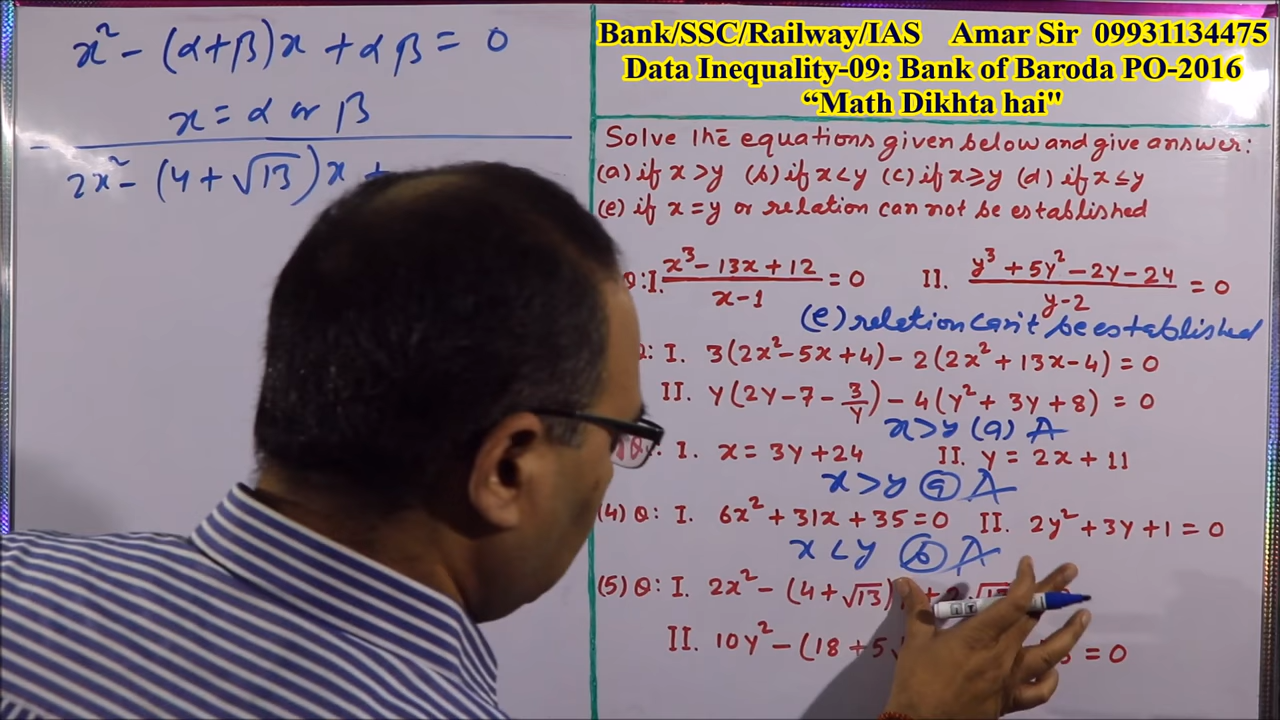 x² - (α+β)x + αβ = 0
x = α or β
2x² - (4+√13)x +
Bank/SSC/Railway/IAS Amar Sir 09931134475
Data Inequality-09: Bank of Baroda PO-2016
“Math Dikhta hai"
Solve the equations given below and give answer:
(a) if x>y (b) if x<y (c) if x≥y (d) if x≤y
(e) if x=y or relation can not be established
Q: I. x³-13x+12 / x-1 = 0 II. y³+5y²-2y-24 / y-2 = 0
(e) relation can't be established
Q: I. 3(2x²-5x+4) - 2(2x²+13x-4) = 0
II. y(2y-7-3/y) - 4(y²+3y+8) = 0
x>y (a) A
Q: I. x = 3y+24 II. y = 2x+11
x>y (a) A
(4) Q: I. 6x²+31x+35=0 II. 2y²+3y+1=0
x<y (b) A
(5) Q: I. 2x² - (4+√13) +
II. 10y² - (18+5 = 0